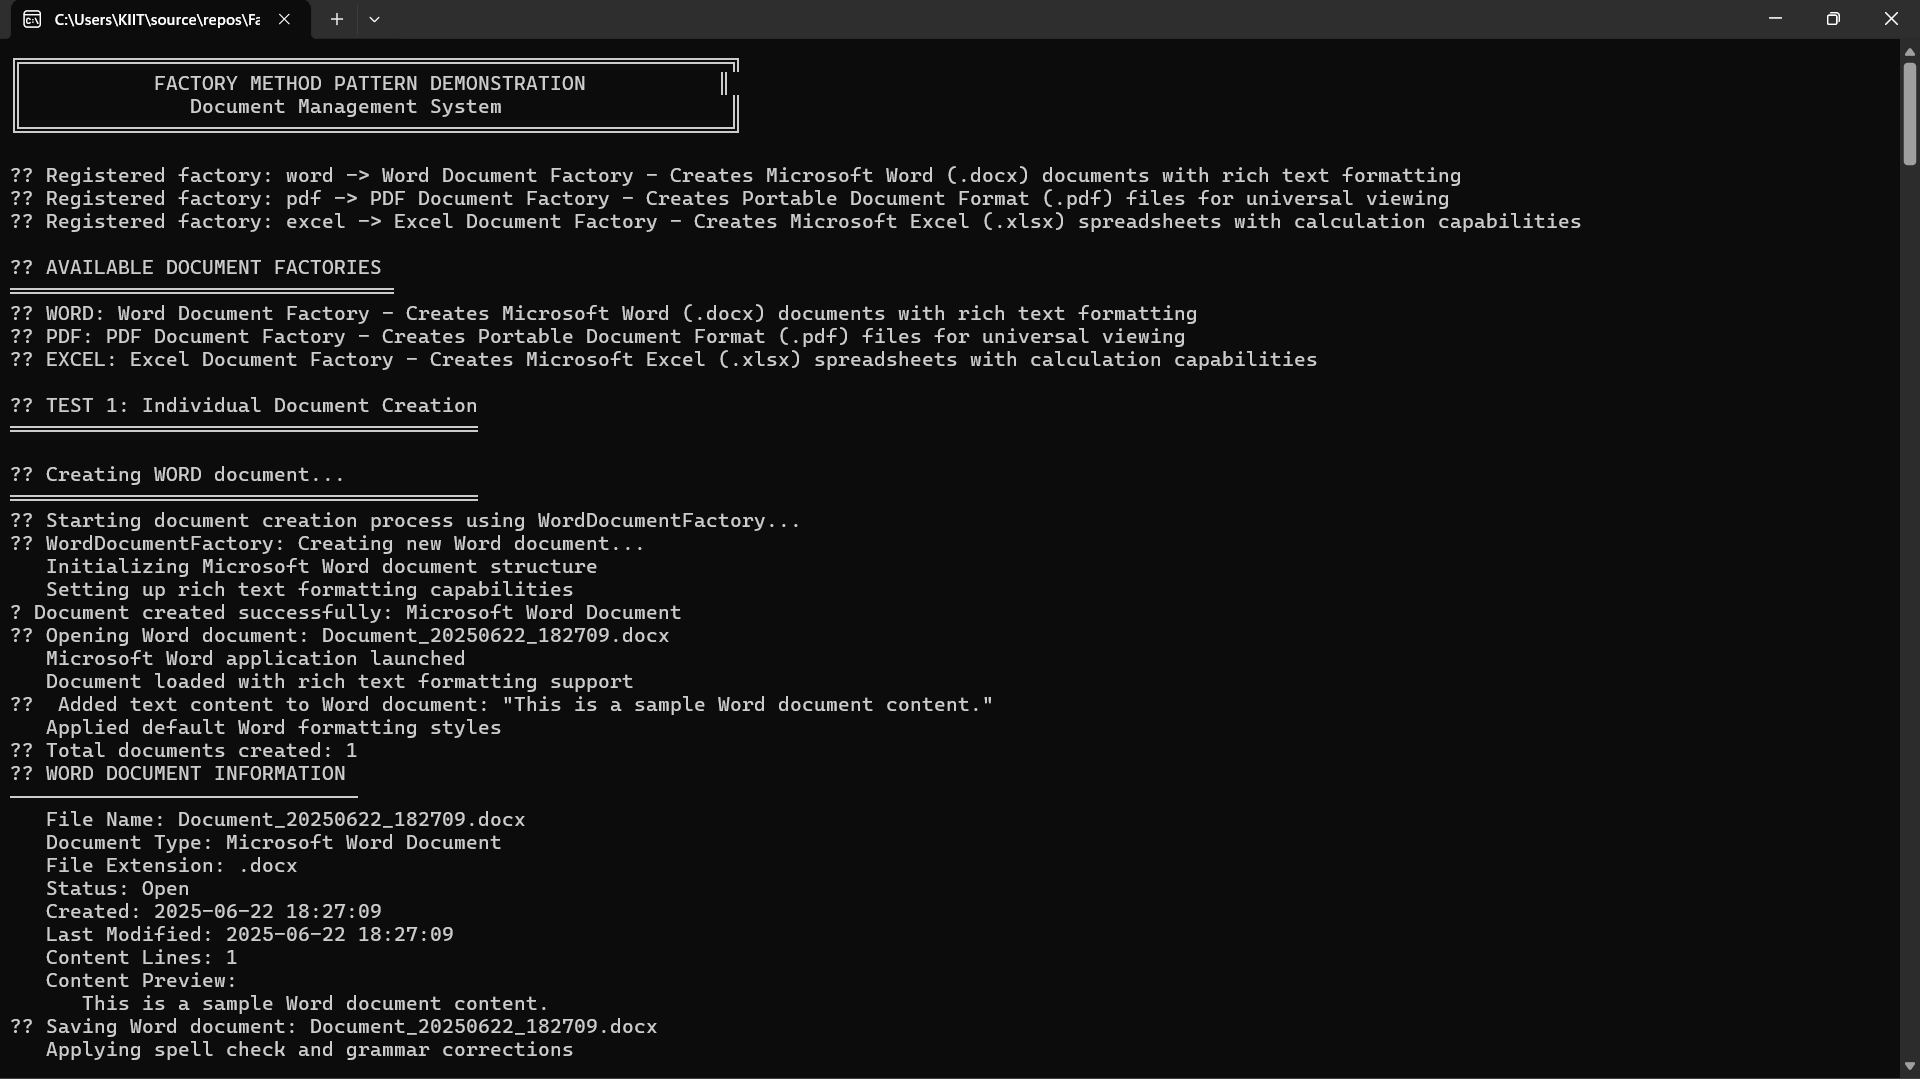 C:\Users\KIIT\source\repos\Fa
FACTORY METHOD PATTERN DEMONSTRATION
Document Management System
?? Registered factory: word -> Word Document Factory - Creates Microsoft Word (.docx) documents with rich text formatting
?? Registered factory: pdf -> PDF Document Factory - Creates Portable Document Format (.pdf) files for universal viewing
?? Registered factory: excel -> Excel Document Factory - Creates Microsoft Excel (.xlsx) spreadsheets with calculation capabilities
?? AVAILABLE DOCUMENT FACTORIES
?? WORD: Word Document Factory - Creates Microsoft Word (.docx) documents with rich text formatting
?? PDF: PDF Document Factory - Creates Portable Document Format (.pdf) files for universal viewing
?? EXCEL: Excel Document Factory - Creates Microsoft Excel (.xlsx) spreadsheets with calculation capabilities
?? TEST 1: Individual Document Creation
?? Creating WORD document...
?? Starting document creation process using WordDocumentFactory...
?? WordDocumentFactory: Creating new Word document...
Initializing Microsoft Word document structure
Setting up rich text formatting capabilities
? Document created successfully: Microsoft Word Document
?? Opening Word document: Document_20250622_182709.docx
Microsoft Word application launched
Document loaded with rich text formatting support
??  Added text content to Word document: "This is a sample Word document content."
Applied default Word formatting styles
?? Total documents created: 1
?? WORD DOCUMENT INFORMATION
File Name: Document_20250622_182709.docx
Document Type: Microsoft Word Document
File Extension: .docx
Status: Open
Created: 2025-06-22 18:27:09
Last Modified: 2025-06-22 18:27:09
Content Lines: 1
Content Preview:
This is a sample Word document content.
?? Saving Word document: Document_20250622_182709.docx
Applying spell check and grammar corrections